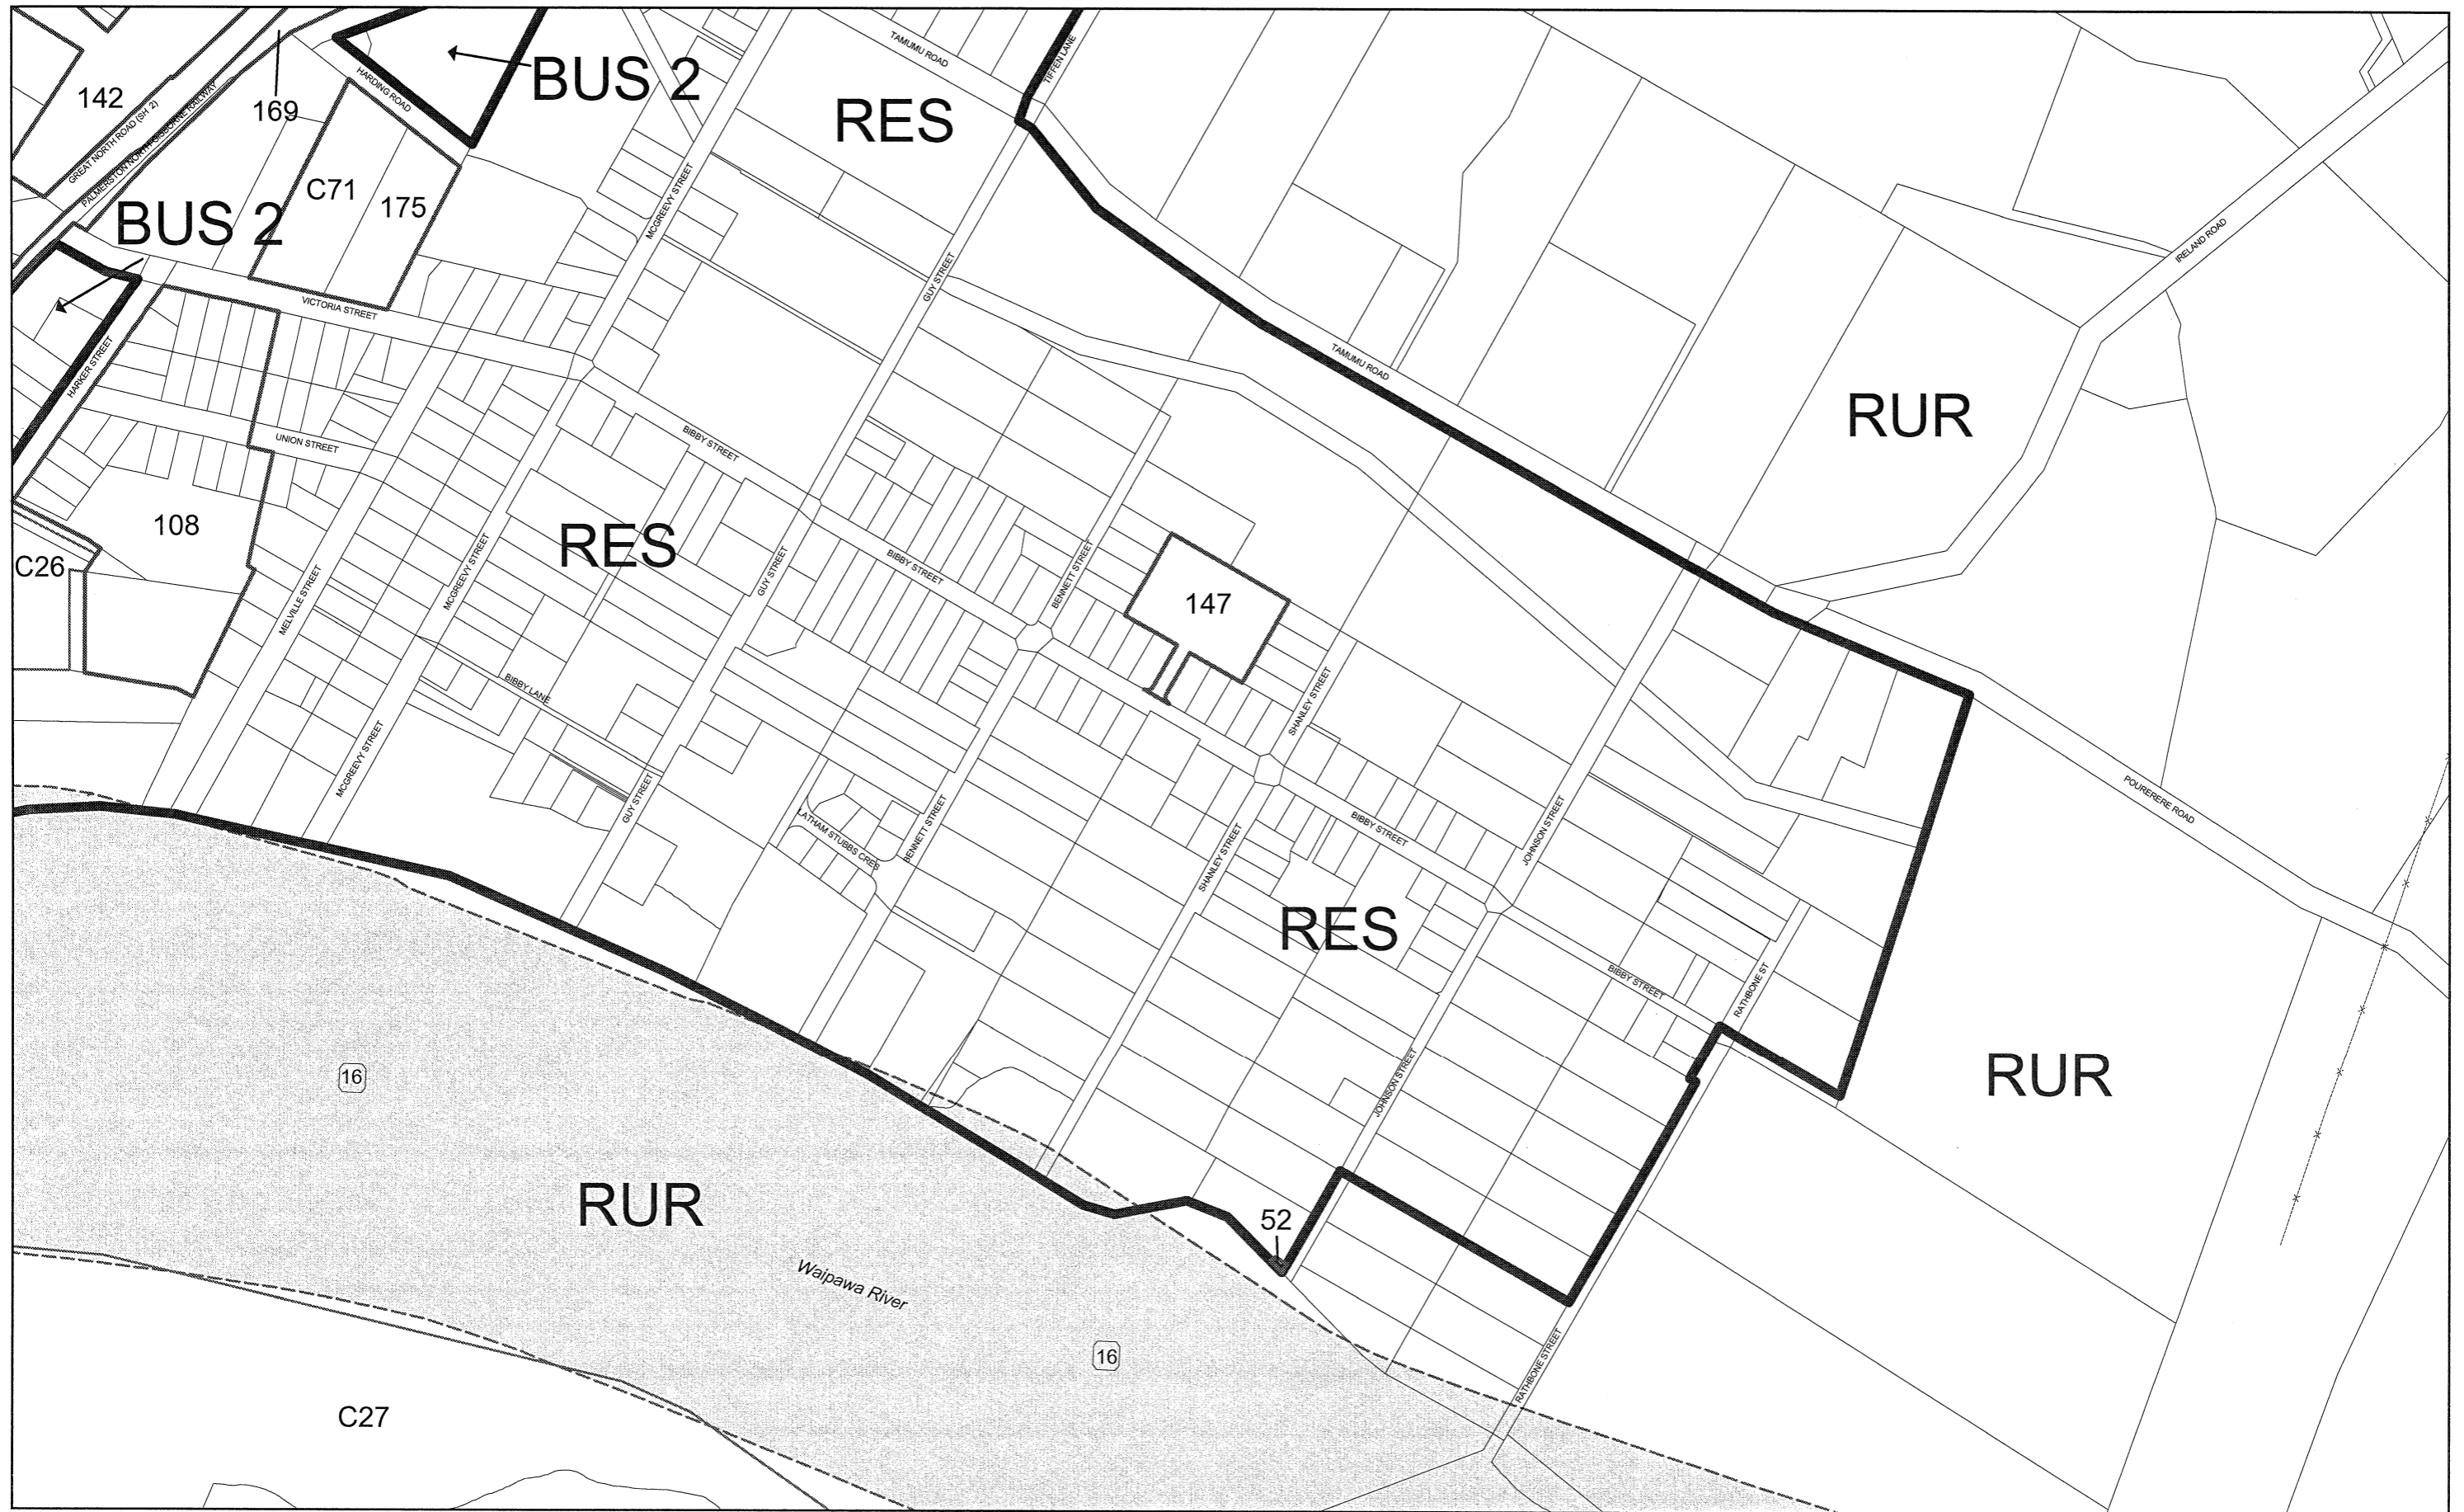 TAMUMU ROAD
TIFFEN LANE
BUS 2
HARDING ROAD
142
169
RES
GREAT NORTH ROAD (SH 2)
PALMERSTON NORTH GISBORNE RAILWAY
C71
175
MCGREEVY STREET
BUS 2
IRELAND ROAD
GUY STREET
VICTORIA STREET
HARKER STREET
TAMUMU ROAD
RUR
UNION STREET
BIBBY STREET
108
RES
C26
MELVILLE STREET
MCGREEVY STREET
GUY STREET
BIBBY STREET
BENNETT STREET
147
BIBBY LANE
SHANLEY STREET
MCGREEVY STREET
GUY STREET
LATHAM STUBBS CRES
BENNETT STREET
SHANLEY STREET
BIBBY STREET
JOHNSON STREET
POURERERE ROAD
RES
BIBBY STREET
RATHBONE ST
16
JOHNSON STREET
RUR
RUR
52
Waipawa River
16
RATHBONE STREET
C27